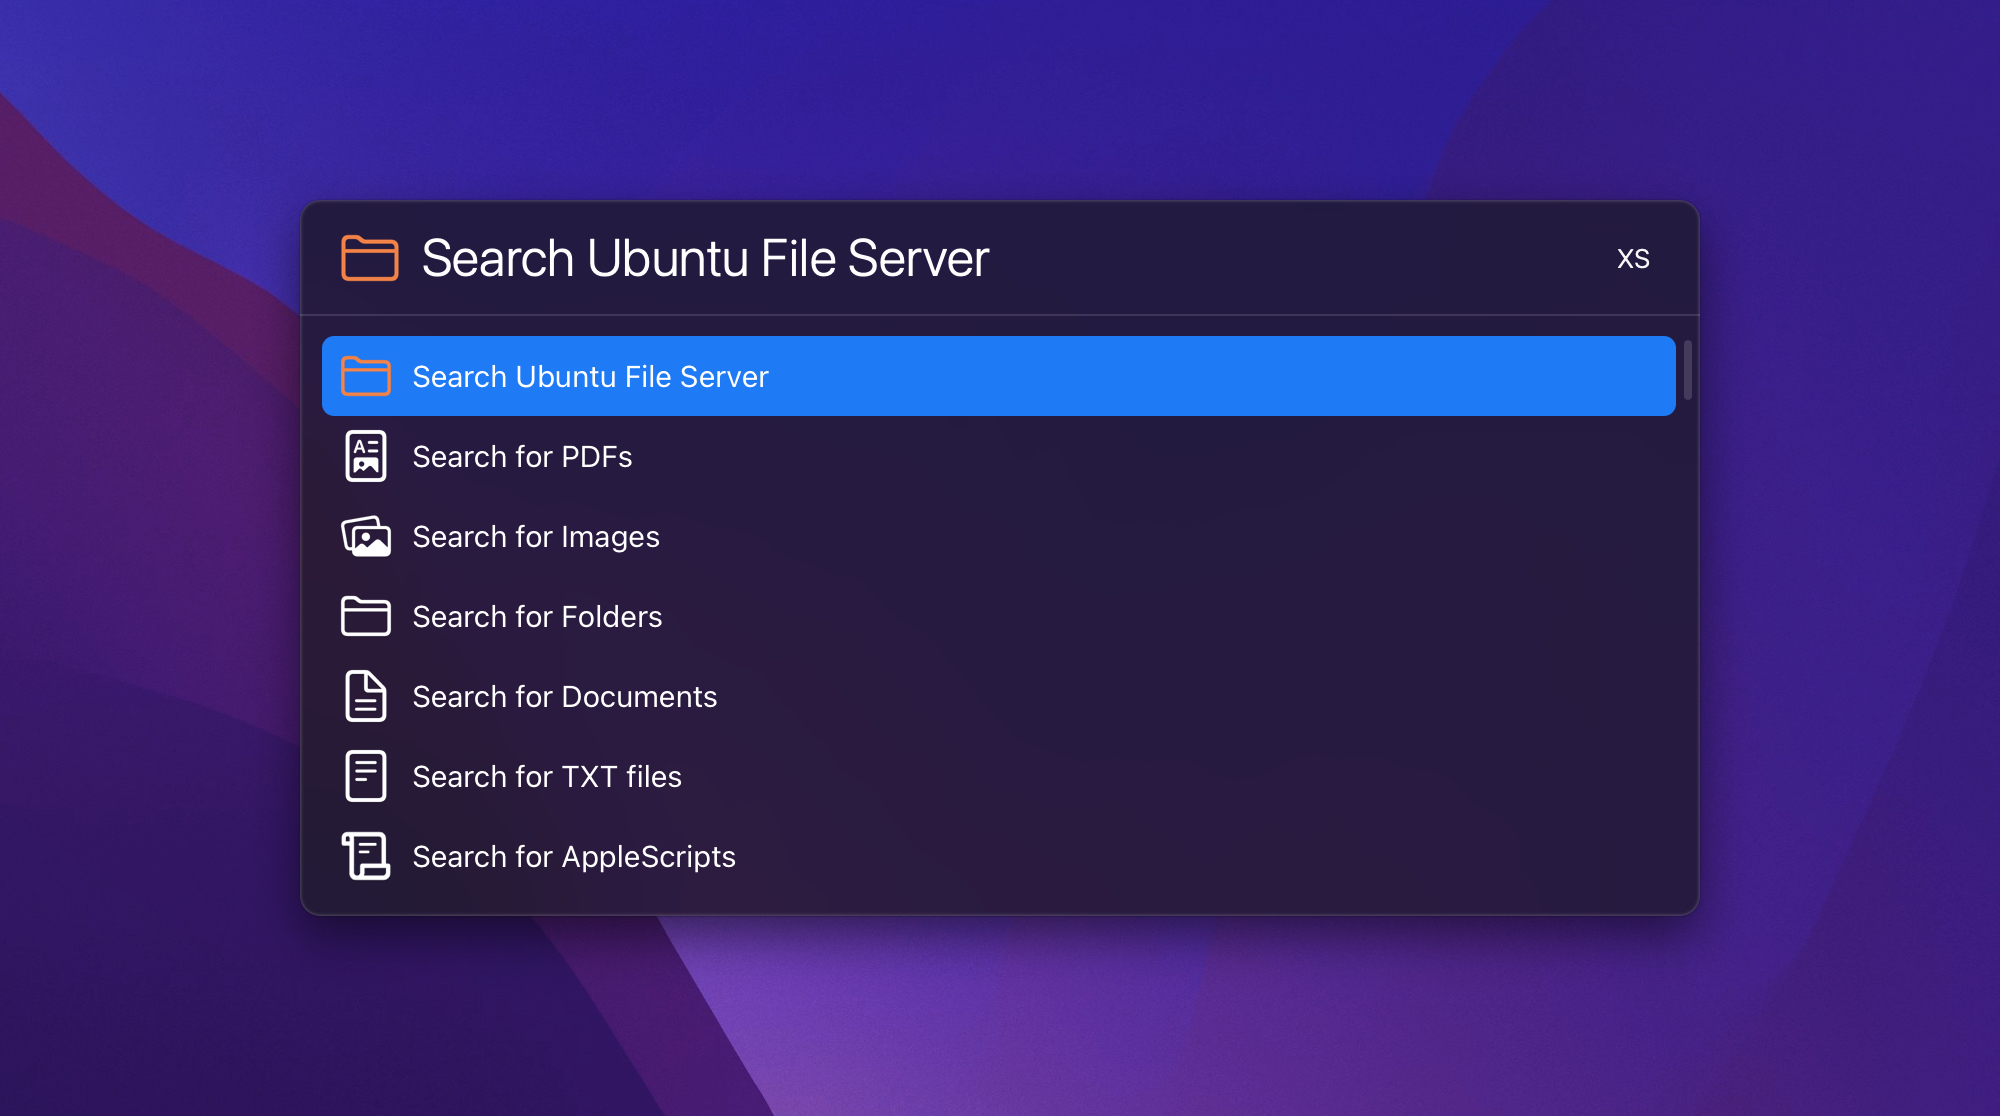 Search Ubuntu File Server
XS
Search Ubuntu File Server
Search for PDFs
Search for Images
Search for Folders
Search for Documents
Search for TXT files
Search for AppleScripts